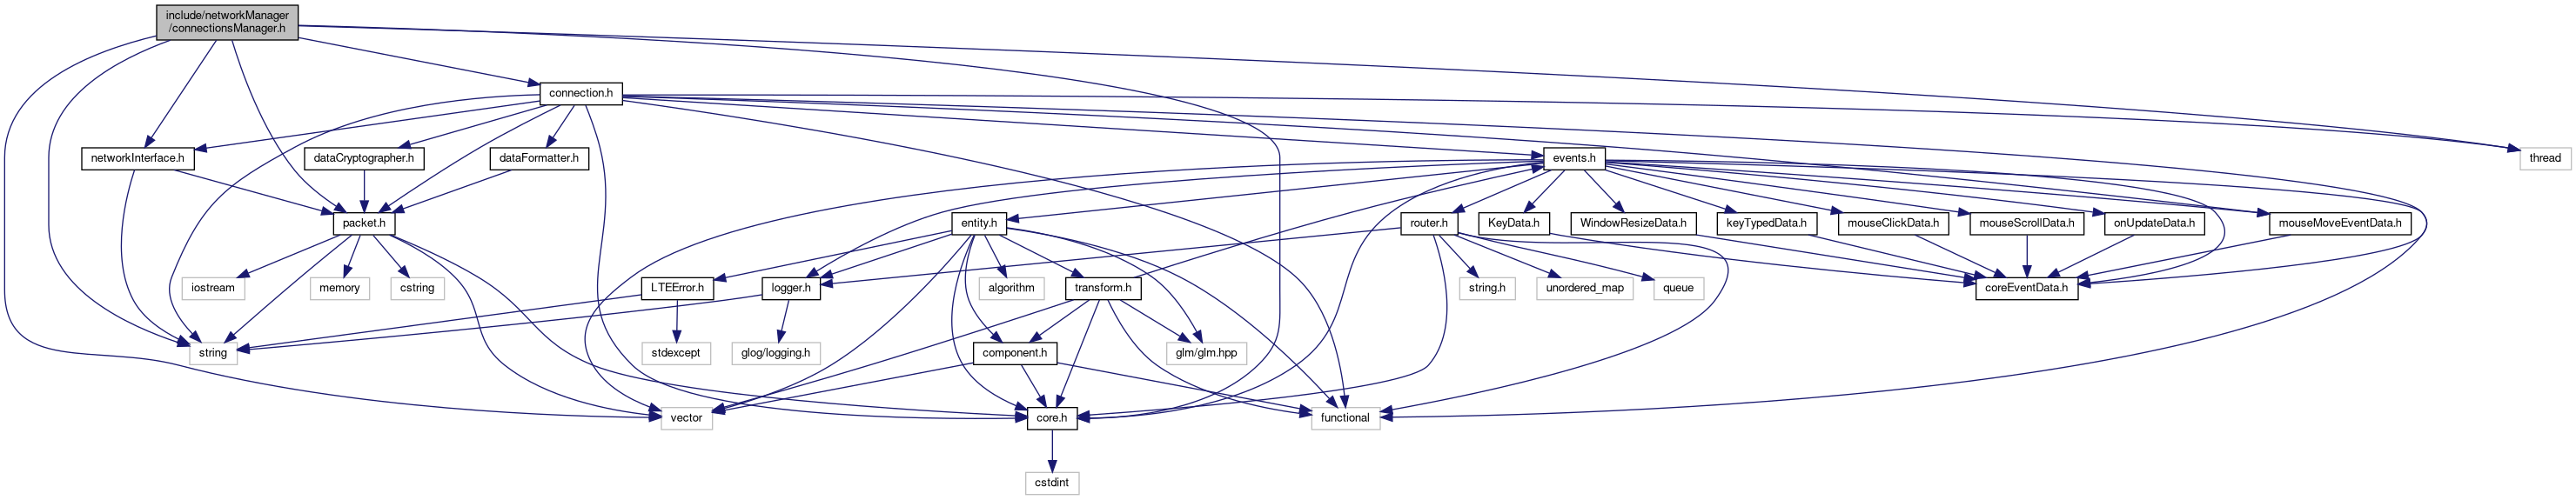 include/networkManager
/connectionsManager.h
connection.h
networkInterface.h
dataCryptographer.h
dataFormatter.h
events.h
thread
packet.h
entity.h
router.h
KeyData.h
WindowResizeData.h
keyTypedData.h
mouseClickData.h
mouseScrollData.h
onUpdateData.h
mouseMoveEventData.h
iostream
memory
cstring
LTEError.h
logger.h
algorithm
transform.h
string.h
unordered_map
queue
coreEventData.h
string
stdexcept
glog/logging.h
component.h
glm/glm.hpp
vector
core.h
functional
cstdint